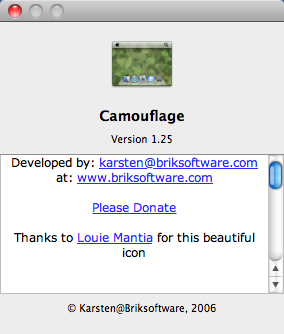 Camouflage
Version 1.25
Developed by: karsten@briksoftware.com
at: www.briksoftware.com
Please Donate
Thanks to Louie Mantia for this beautiful
icon
© Karsten@Briksoftware, 2006